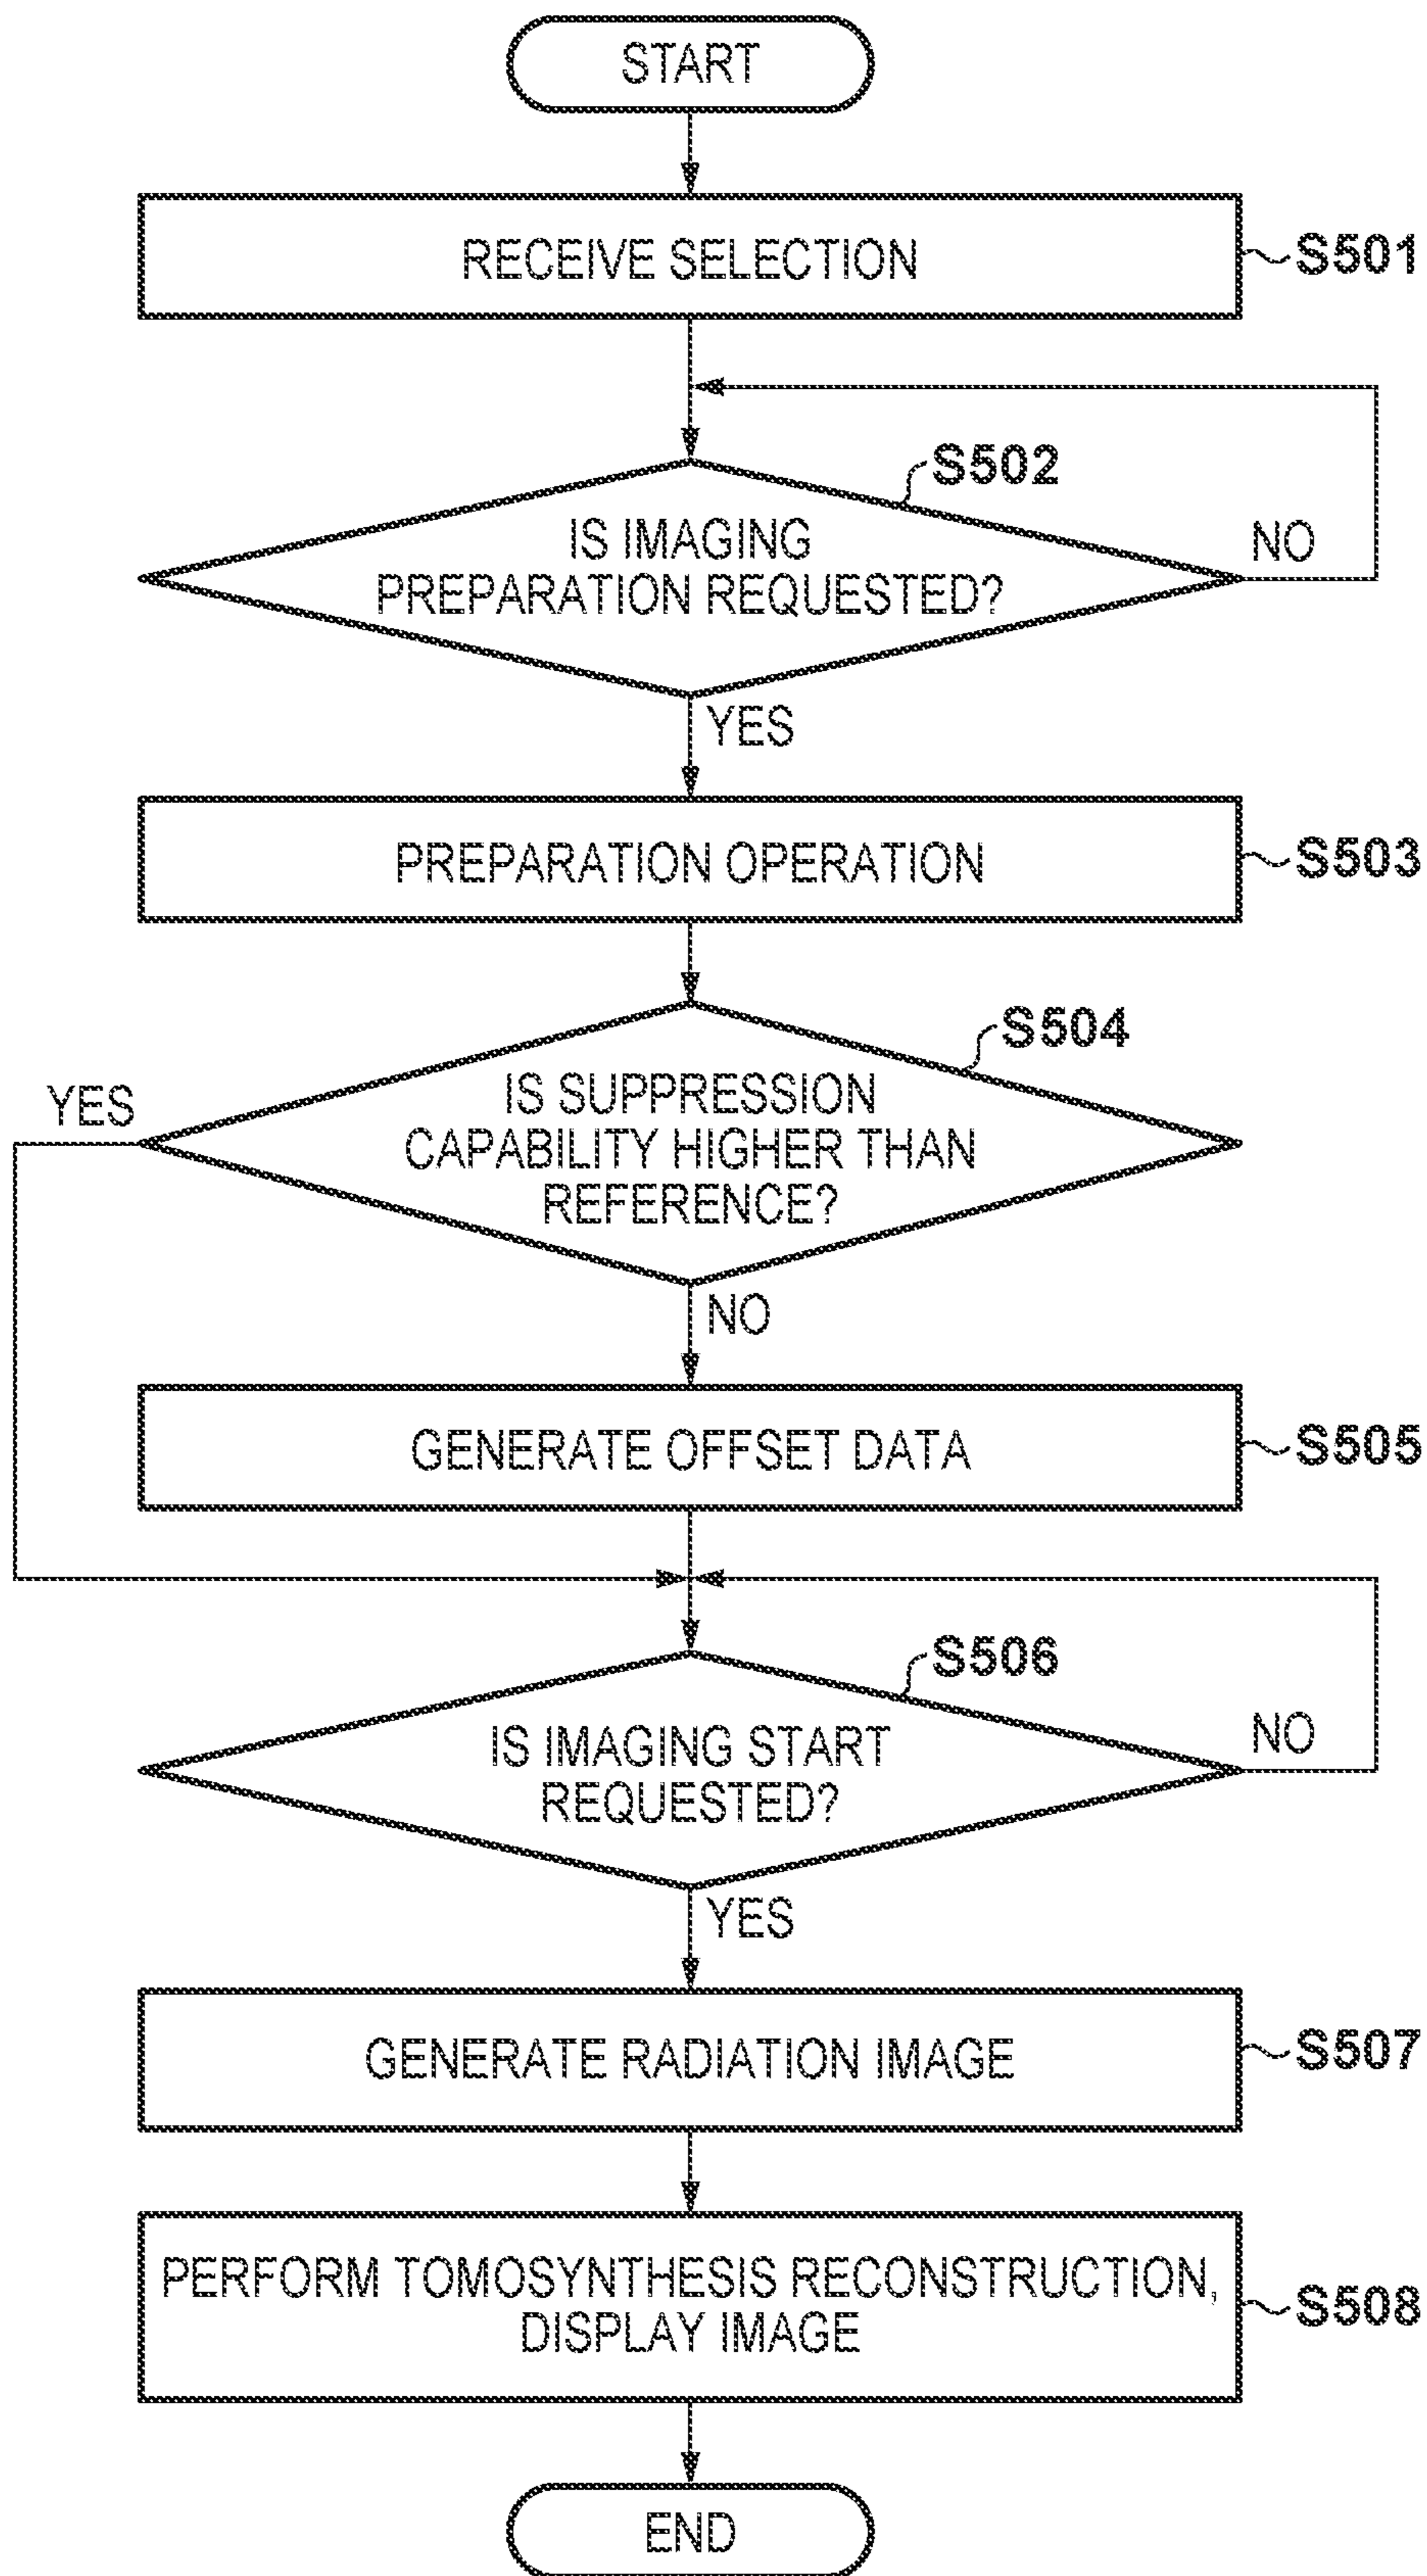 START
RECEIVE SELECTION
S501
S502
IS IMAGING
PREPARATION REQUESTED?
NO
YES
PREPARATION OPERATION
S503
S504
YES
IS SUPPRESSION
CAPABILITY HIGHER THAN
REFERENCE?
NO
GENERATE OFFSET DATA
S505
S506
IS IMAGING START
REQUESTED?
NO
YES
GENERATE RADIATION IMAGE
S507
PERFORM TOMOSYNTHESIS RECONSTRUCTION,
DISPLAY IMAGE
S508
END